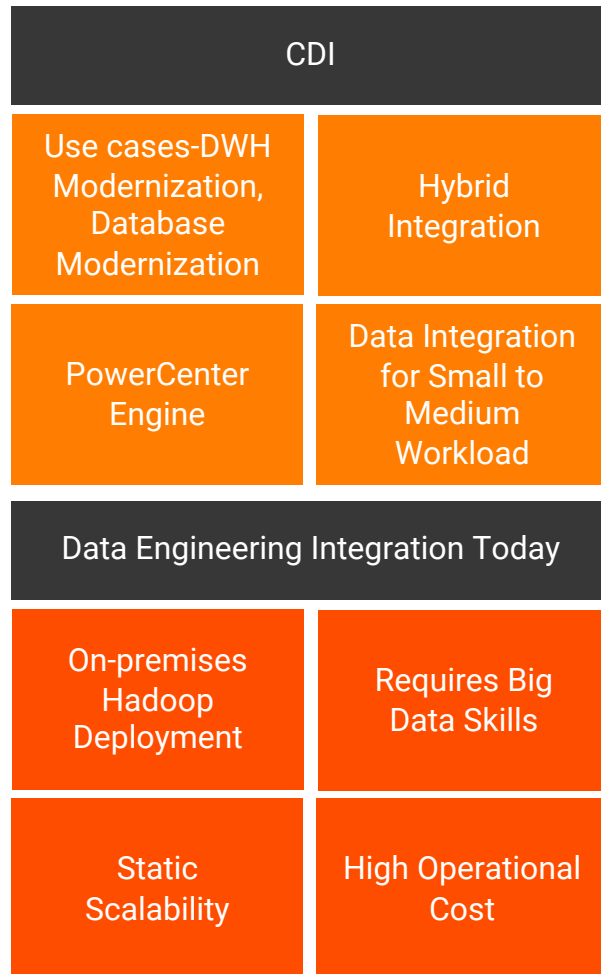 CDI
Use cases-DWH
Modernization,
Database
Modernization
Hybrid
Integration
PowerCenter
Engine
Data Integration
for Small to
Medium
Workload
Data Engineering Integration Today
On-premises
Hadoop
Deployment
Requires Big
Data Skills
Static
Scalability
High Operational
Cost